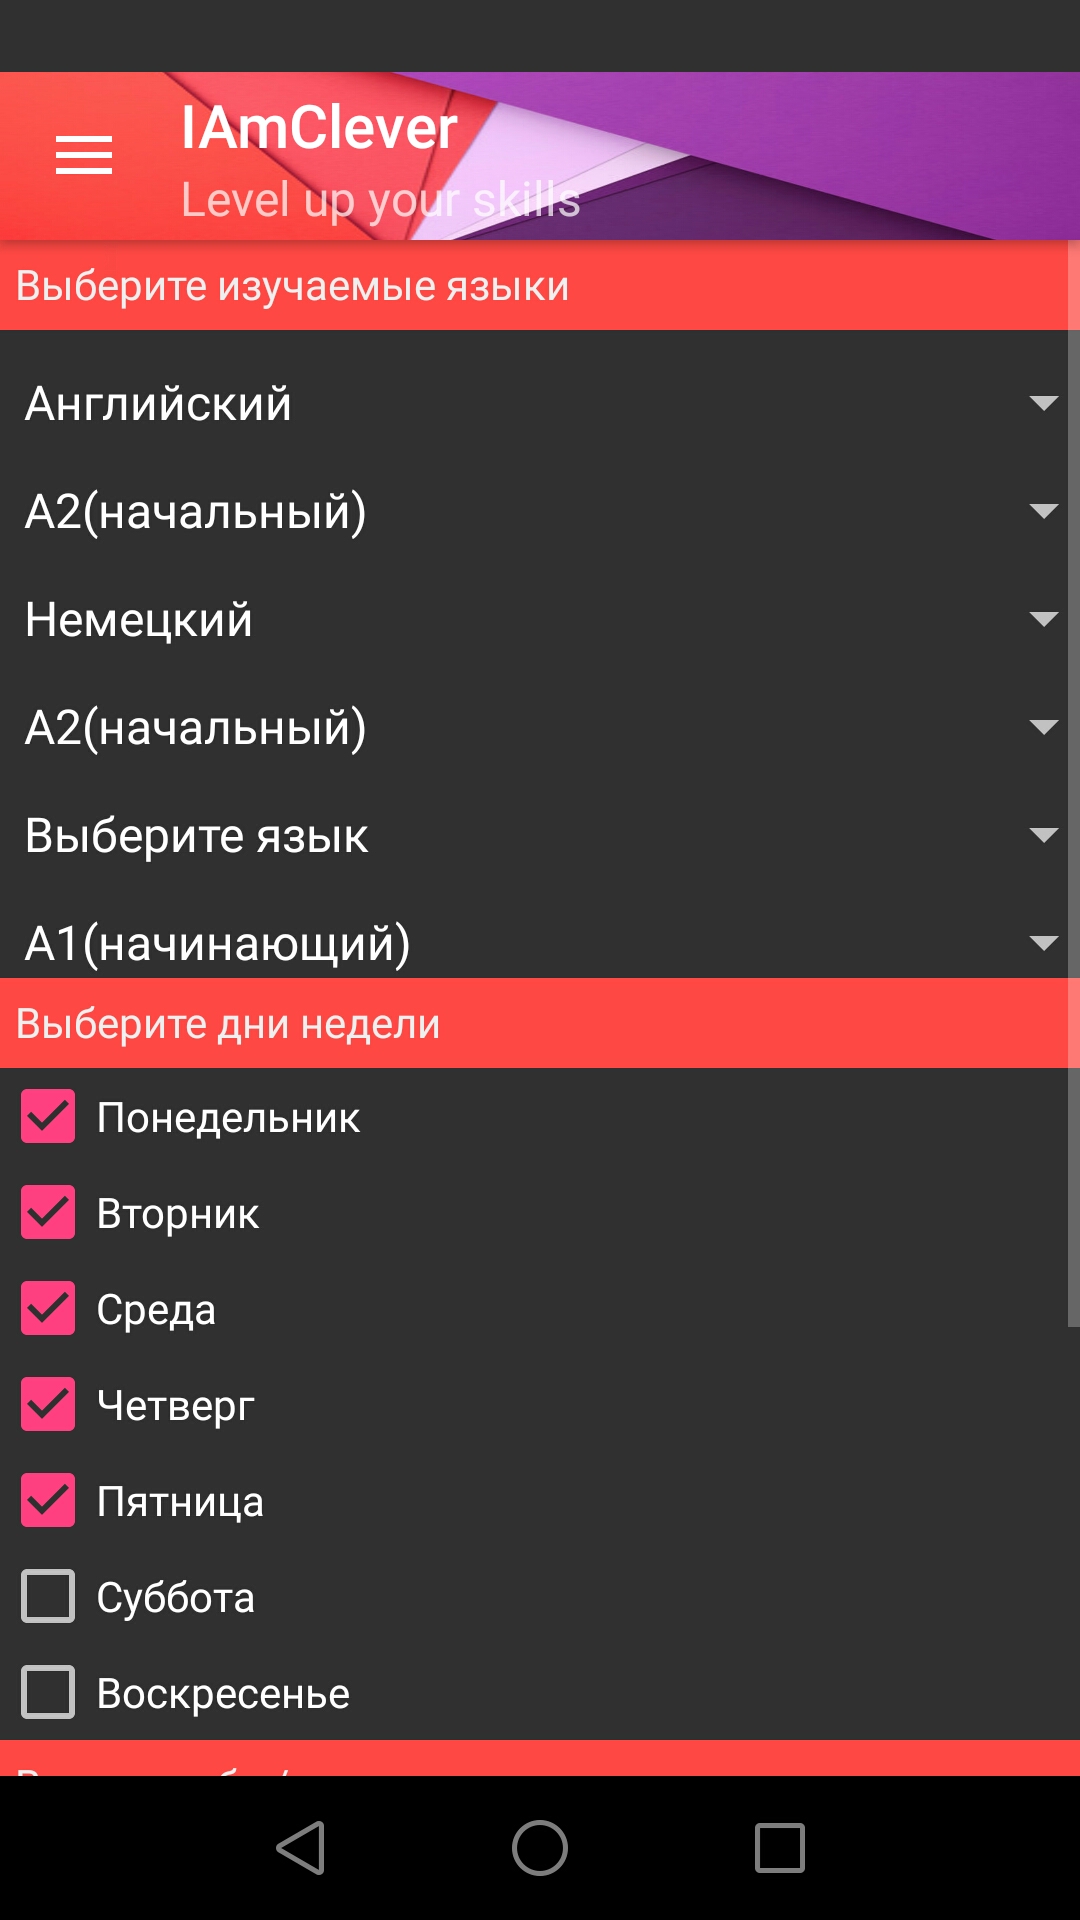 IAmClever
Level up your skills
Выберите изучаемые языки
Английский
A2(начальный)
Немецкий
A2(начальный)
Выберите язык
A1(начинающий)
Выберите дни недели
Понедельник
Вторник
Среда
Четверг
Пятница
Суббота
Воскресенье